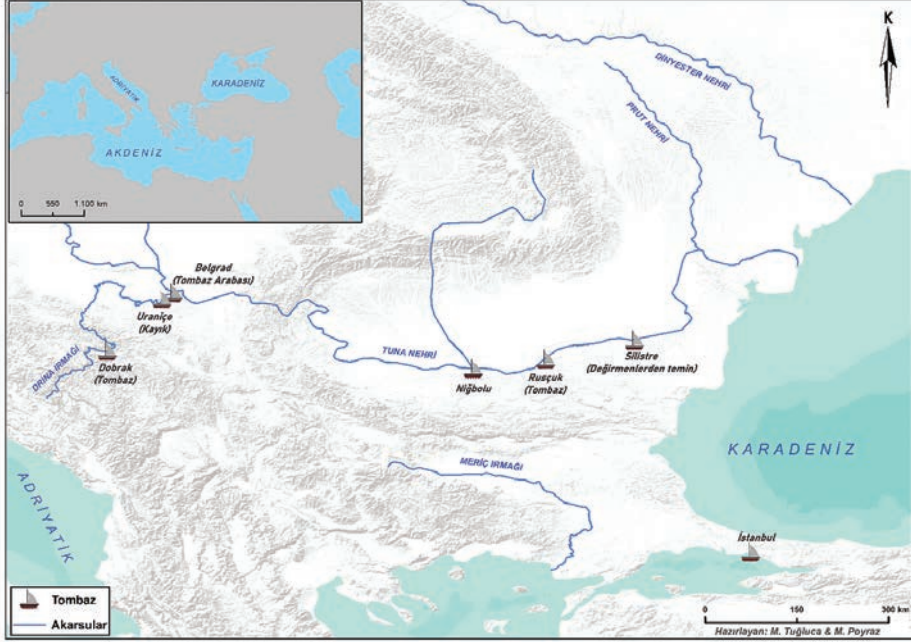 KARADENİZ
ADRİYATİK
AKDENİZ
0 550 1.100 km
K
DİNYESTER NEHRİ
PRUT NEHRİ
Belgrad
(Tombaz Arabası)
Uraniçe
(Kayık)
Dobrak
(Tombaz)
DRİNA IRMAĞI
TUNA NEHRİ
Niğbolu
Rusçuk
(Tombaz)
Silistre
(Değirmenlerden temin)
MERİÇ IRMAĞI
KARADENİZ
ADRİYATİK
İstanbul
Tombaz
Akarsular
0 150 300 km
Hazırlayan: M. Tuğluca & M. Poyraz